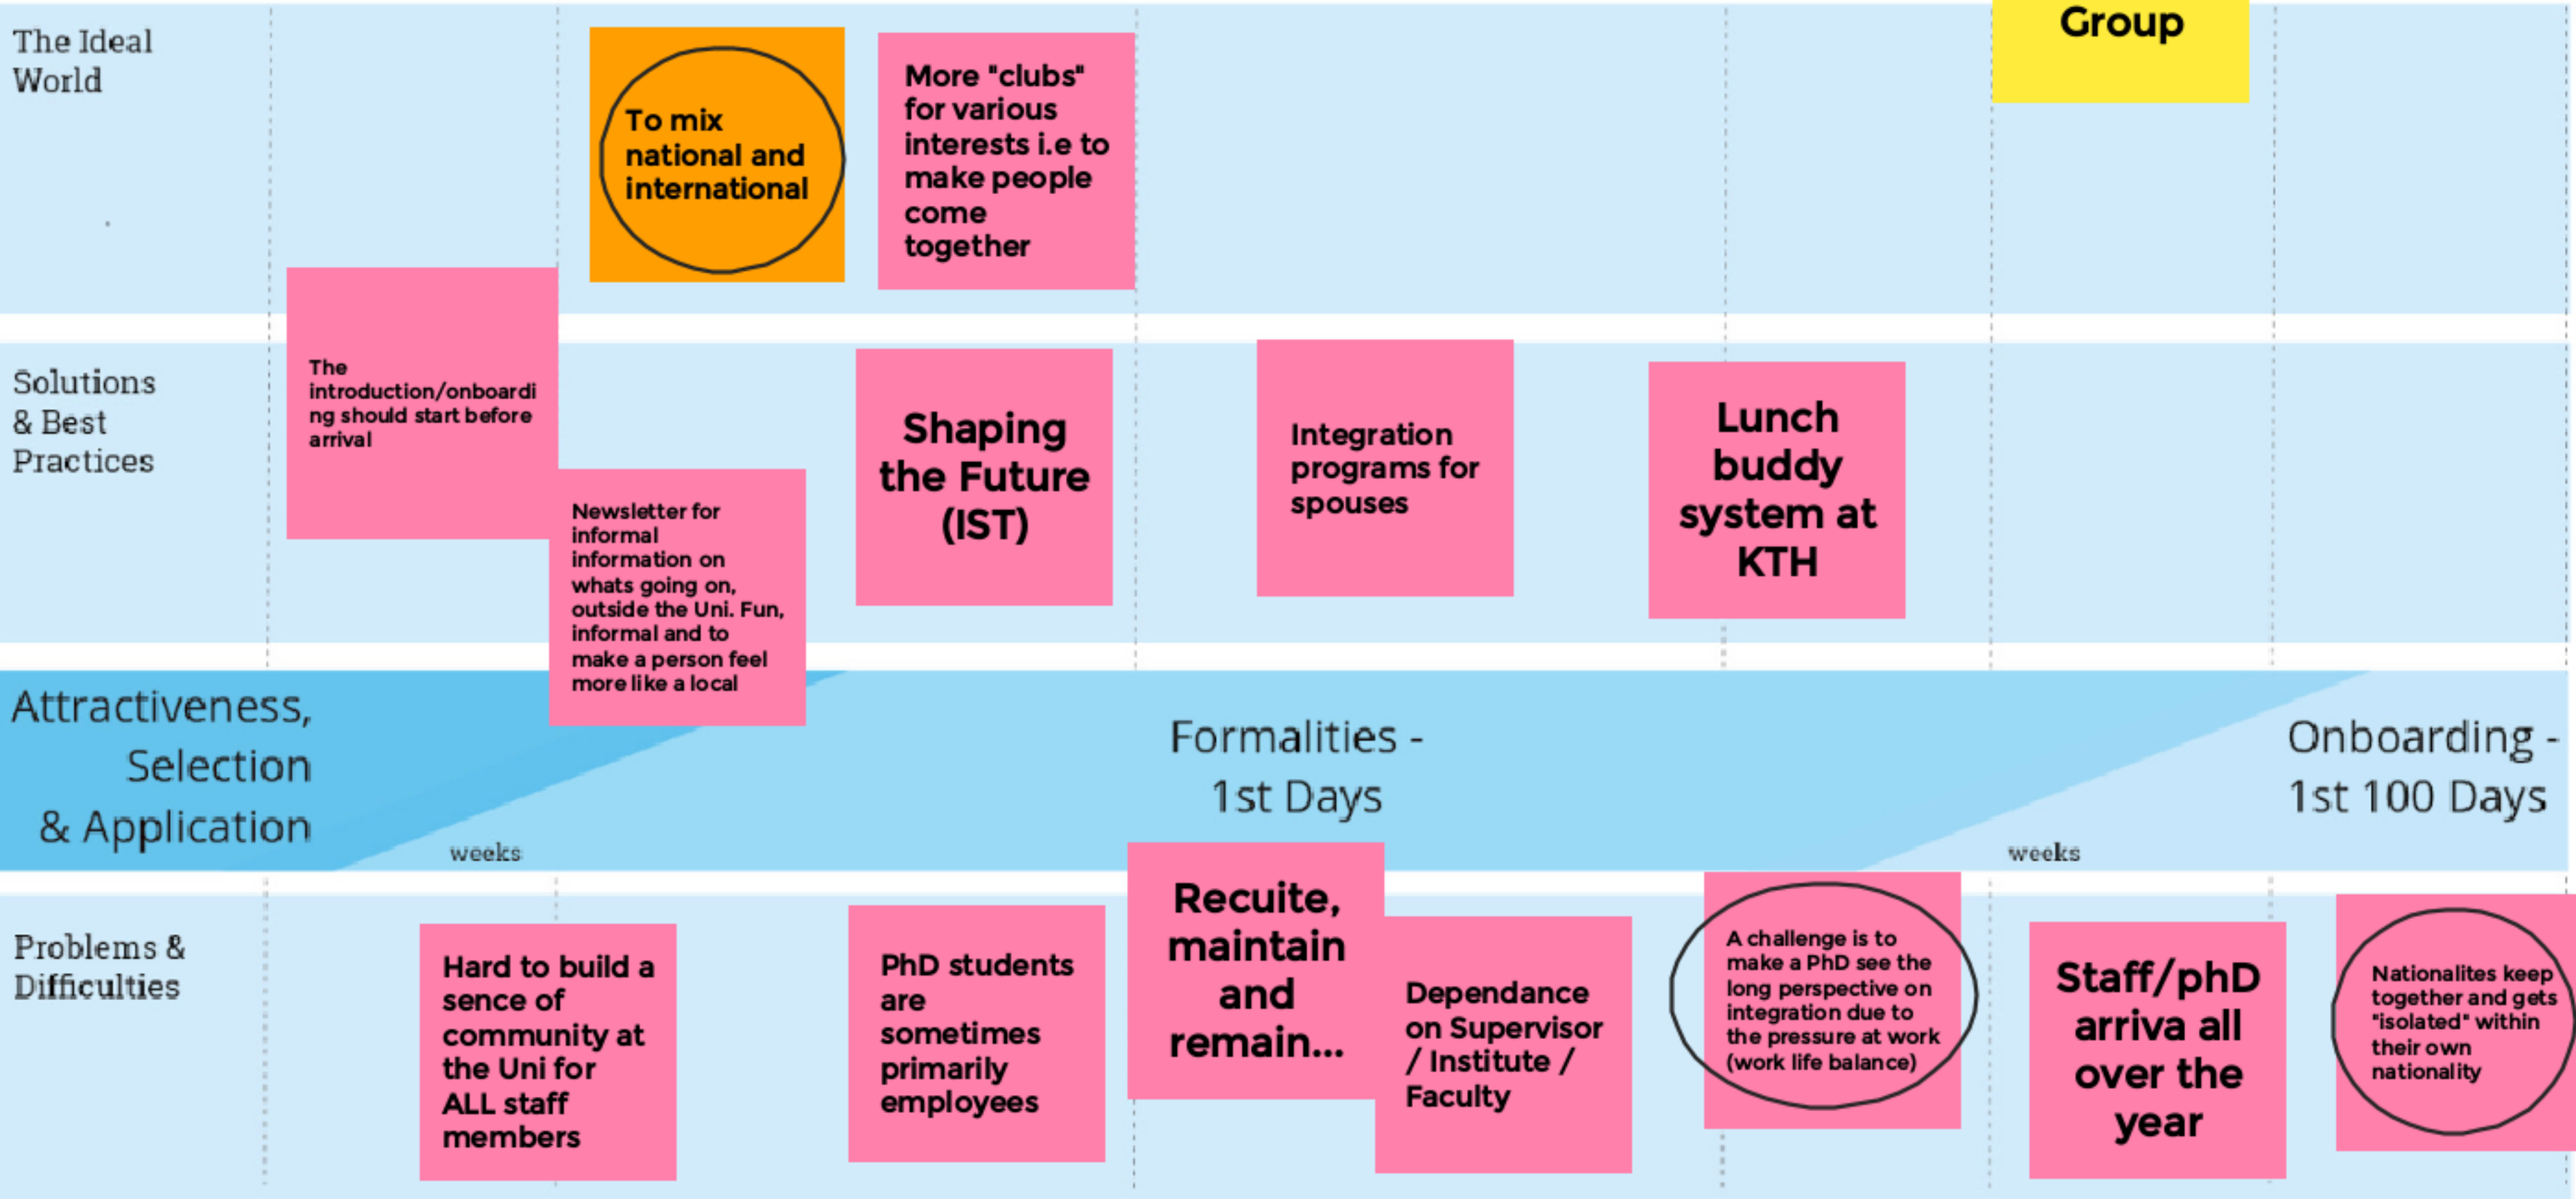 The Ideal
World
To mix
national and
international
More "clubs"
for various
interests i.e to
make people
come
together
Group
Solutions
& Best
Practices
The
introduction/onboardi
ng should start before
arrival
Newsletter for
informal
information on
whats going on,
outside the Uni. Fun,
informal and to
make a person feel
more like a local
Shaping
the Future
(IST)
Integration
programs for
spouses
Lunch
buddy
system at
KTH
Attractiveness,
Selection
& Application
weeks
Formalities -
1st Days
weeks
Onboarding -
1st 100 Days
Problems &
Difficulties
Hard to build a
sence of
community at
the Uni for
ALL staff
members
PhD students
are
sometimes
primarily
employees
Recuite,
maintain
and
remain...
Dependance
on Supervisor
/ Institute /
Faculty
A challenge is to
make a PhD see the
long perspective on
integration due to
the pressure at work
(work life balance)
Staff/phD
arriva all
over the
year
Nationalites keep
together and gets
"isolated" within
their own
nationality